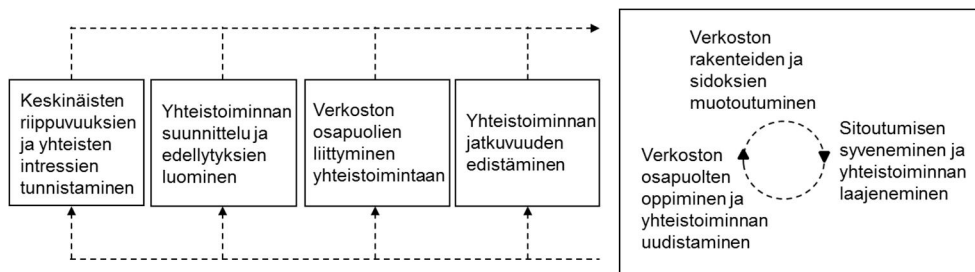 Keskinäisten
riippuvuuksien
ja yhteisten
intressien
tunnistaminen
Yhteistoiminnan
suunnittelu ja
edellytyksien
luominen
Verkoston
osapuolien
liittyminen
yhteistoimintaan
Yhteistoiminnan
jatkuvuuden
edistäminen
Verkoston
rakenteiden ja
sidoksien
muotoutuminen
Sitoutumisen
syveneminen ja
yhteistoiminnan
laajeneminen
Verkoston
osapuolten
oppiminen ja
yhteistoiminnan
uudistaminen